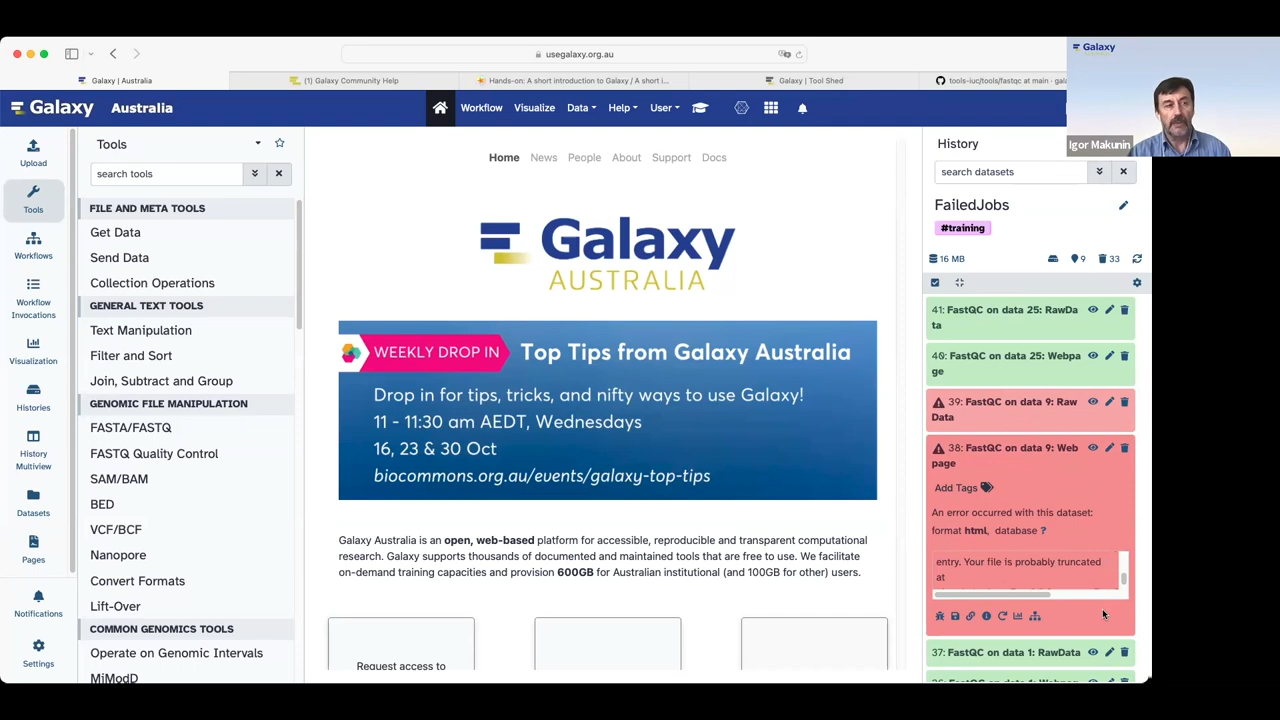 usegalaxy.org.au
Galaxy | Australia
(1) Galaxy Community Help
Hands-on: A short introduction to Galaxy / A short i...
Galaxy | Tool Shed
tools-iuc/tools/fastqc at main · gal
Galaxy
Igor Makunin
Galaxy Australia
Workflow
Visualize
Data
Help
User
Upload
Tools
Workflows
Workflow
Invocations
Visualization
Histories
History
Multiview
Datasets
Pages
Notifications
Settings
Tools
search tools
FILE AND META TOOLS
Get Data
Send Data
Collection Operations
GENERAL TEXT TOOLS
Text Manipulation
Filter and Sort
Join, Subtract and Group
GENOMIC FILE MANIPULATION
FASTA/FASTQ
FASTQ Quality Control
SAM/BAM
BED
VCF/BCF
Nanopore
Convert Formats
Lift-Over
COMMON GENOMICS TOOLS
Operate on Genomic Intervals
MiModD
Home News People About Support Docs
Galaxy
AUSTRALIA
WEEKLY DROP IN
Top Tips from Galaxy Australia
Drop in for tips, tricks, and nifty ways to use Galaxy!
11 - 11:30 am AEDT, Wednesdays
16, 23 & 30 Oct
biocommons.org.au/events/galaxy-top-tips
Galaxy Australia is an open, web-based platform for accessible, reproducible and transparent computational
research. Galaxy supports thousands of documented and maintained tools that are free to use. We facilitate
on-demand training capacities and provision 600GB for Australian institutional (and 100GB for other) users.
Request access to
History
search datasets
FailedJobs
#training
16 MB
9
33
41: FastQC on data 25: RawDa
ta
40: FastQC on data 25: Webpa
ge
39: FastQC on data 9: Raw
Data
38: FastQC on data 9: Web
page
Add Tags
An error occurred with this dataset:
format html, database ?
entry. Your file is probably truncated
at
37: FastQC on data 1: RawData